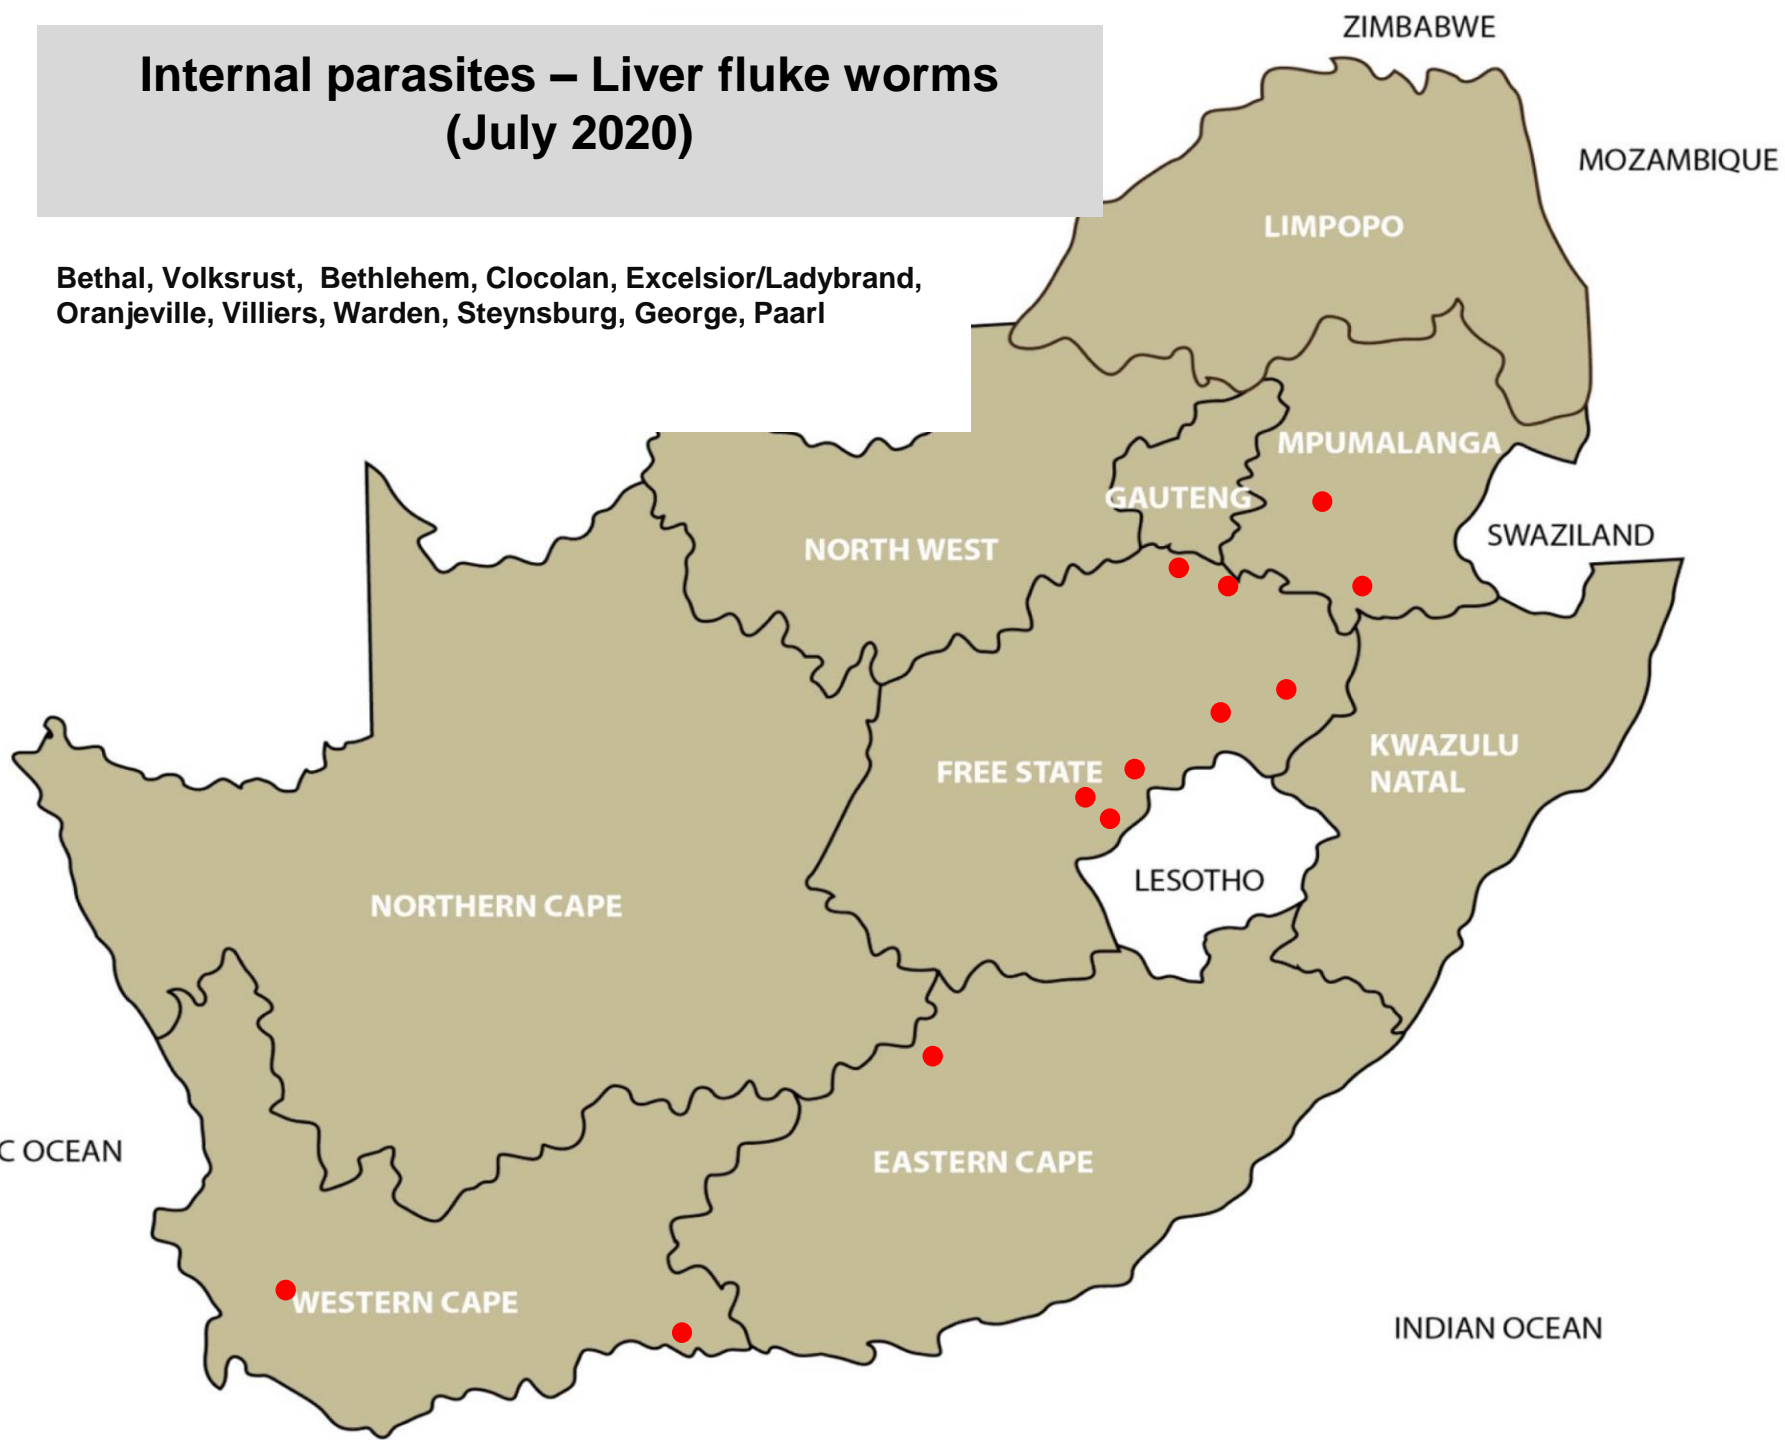 ZIMBABWE
Internal parasites – Liver fluke worms
(July 2020)
MOZAMBIQUE
LIMPOPO
Bethal, Volksrust,  Bethlehem, Clocolan, Excelsior/Ladybrand,
Oranjeville, Villiers, Warden, Steynsburg, George, Paarl
MPUMALANGA
GAUTENG
SWAZILAND
NORTH WEST
KWAZULU
NATAL
FREE STATE
LESOTHO
NORTHERN CAPE
C OCEAN
EASTERN CAPE
WESTERN CAPE
INDIAN OCEAN